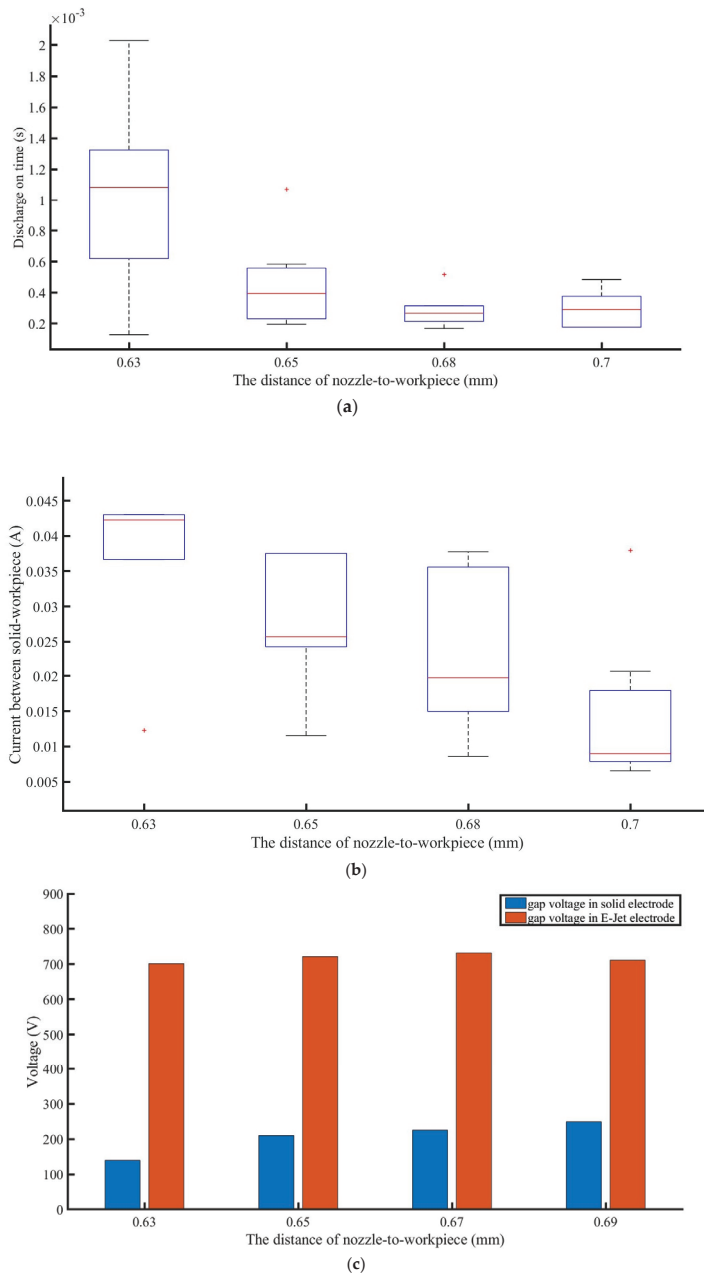 ×10⁻³
Discharge on time (s)
2
1.8
1.6
1.4
1.2
1
0.8
0.6
0.4
0.2
0.63 0.65 0.68 0.7
The distance of nozzle-to-workpiece (mm)
(a)
Current between solid-workpiece (A)
0.045
0.04
0.035
0.03
0.025
0.02
0.015
0.01
0.005
0.63 0.65 0.68 0.7
The distance of nozzle-to-workpiece (mm)
(b)
Voltage (V)
900
800
700
600
500
400
300
200
100
0
gap voltage in solid electrode
gap voltage in E-Jet electrode
0.63 0.65 0.67 0.69
The distance of nozzle-to-workpiece (mm)
(c)